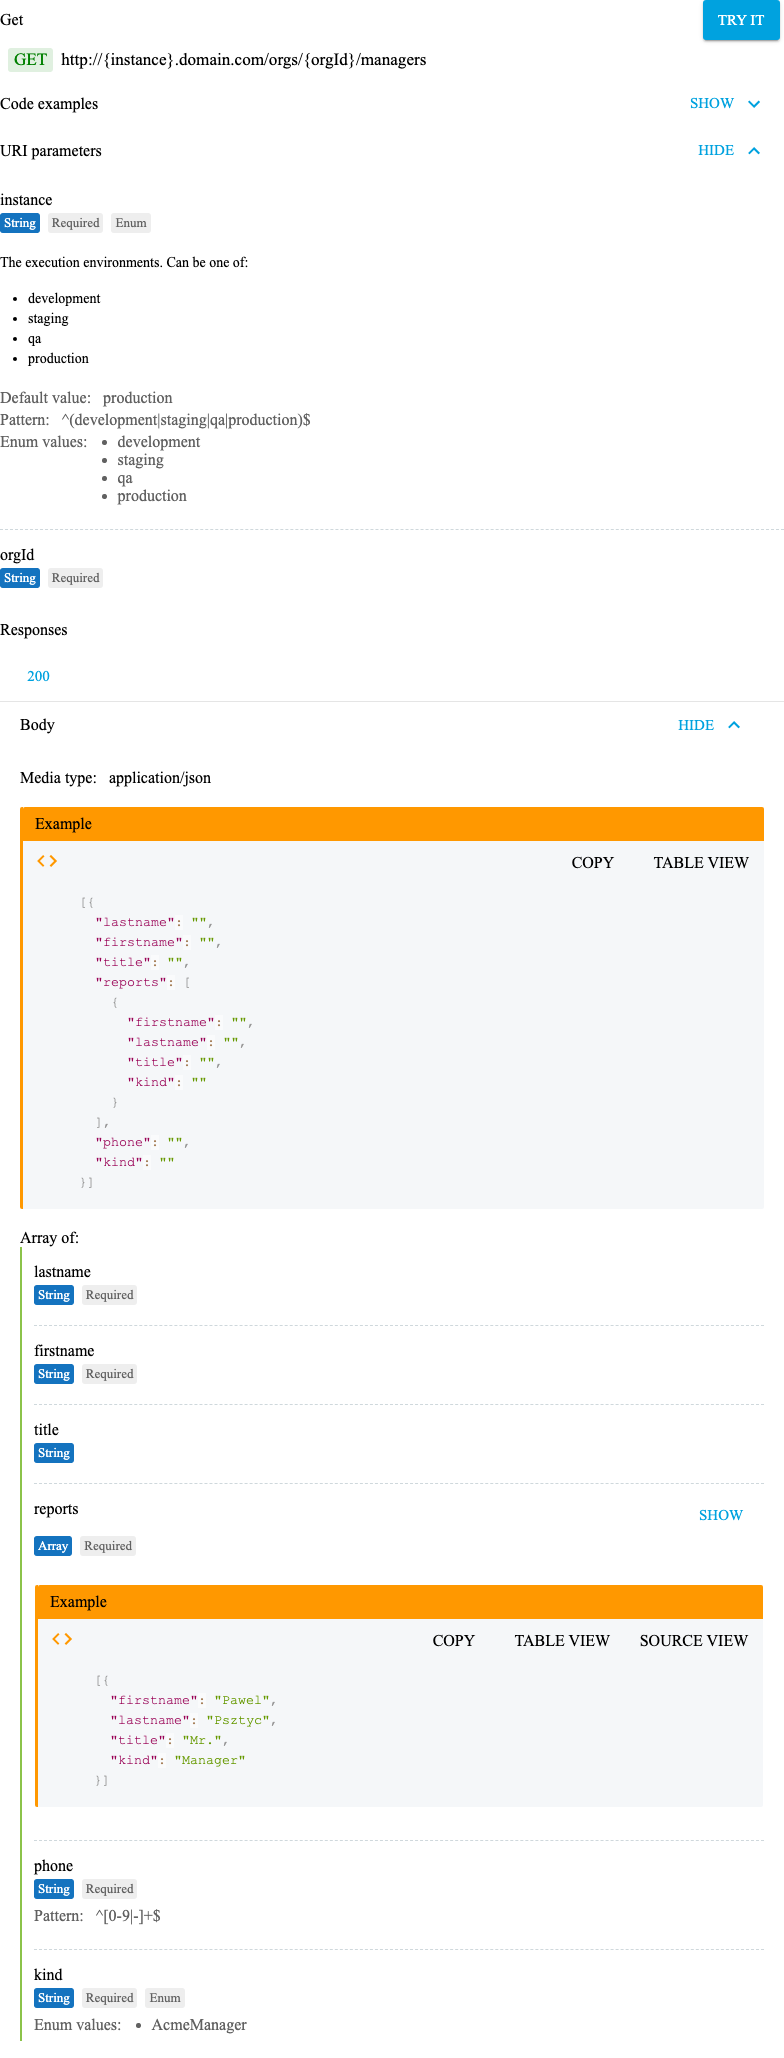 Get
TRY IT
GET http://{instance}.domain.com/orgs/{orgId}/managers
Code examples
SHOW
URI parameters
HIDE
instance
String Required Enum
The execution environments. Can be one of:
• development
• staging
• qa
• production
Default value: production
Pattern: ^(development|staging|qa|production)$
Enum values: • development
• staging
• qa
• production
orgId
String Required
Responses
200
Body
HIDE
Media type: application/json
Example
<> COPY TABLE VIEW
[{
  "lastname": "",
  "firstname": "",
  "title": "",
  "reports": [
    {
      "firstname": "",
      "lastname": "",
      "title": "",
      "kind": ""
    }
  ],
  "phone": "",
  "kind": ""
}]
Array of:
lastname
String Required
firstname
String Required
title
String
reports
SHOW
Array Required
Example
<> COPY TABLE VIEW SOURCE VIEW
[{
  "firstname": "Pawel",
  "lastname": "Psztyc",
  "title": "Mr.",
  "kind": "Manager"
}]
phone
String Required
Pattern: ^[0-9|-]+$
kind
String Required Enum
Enum values: • AcmeManager